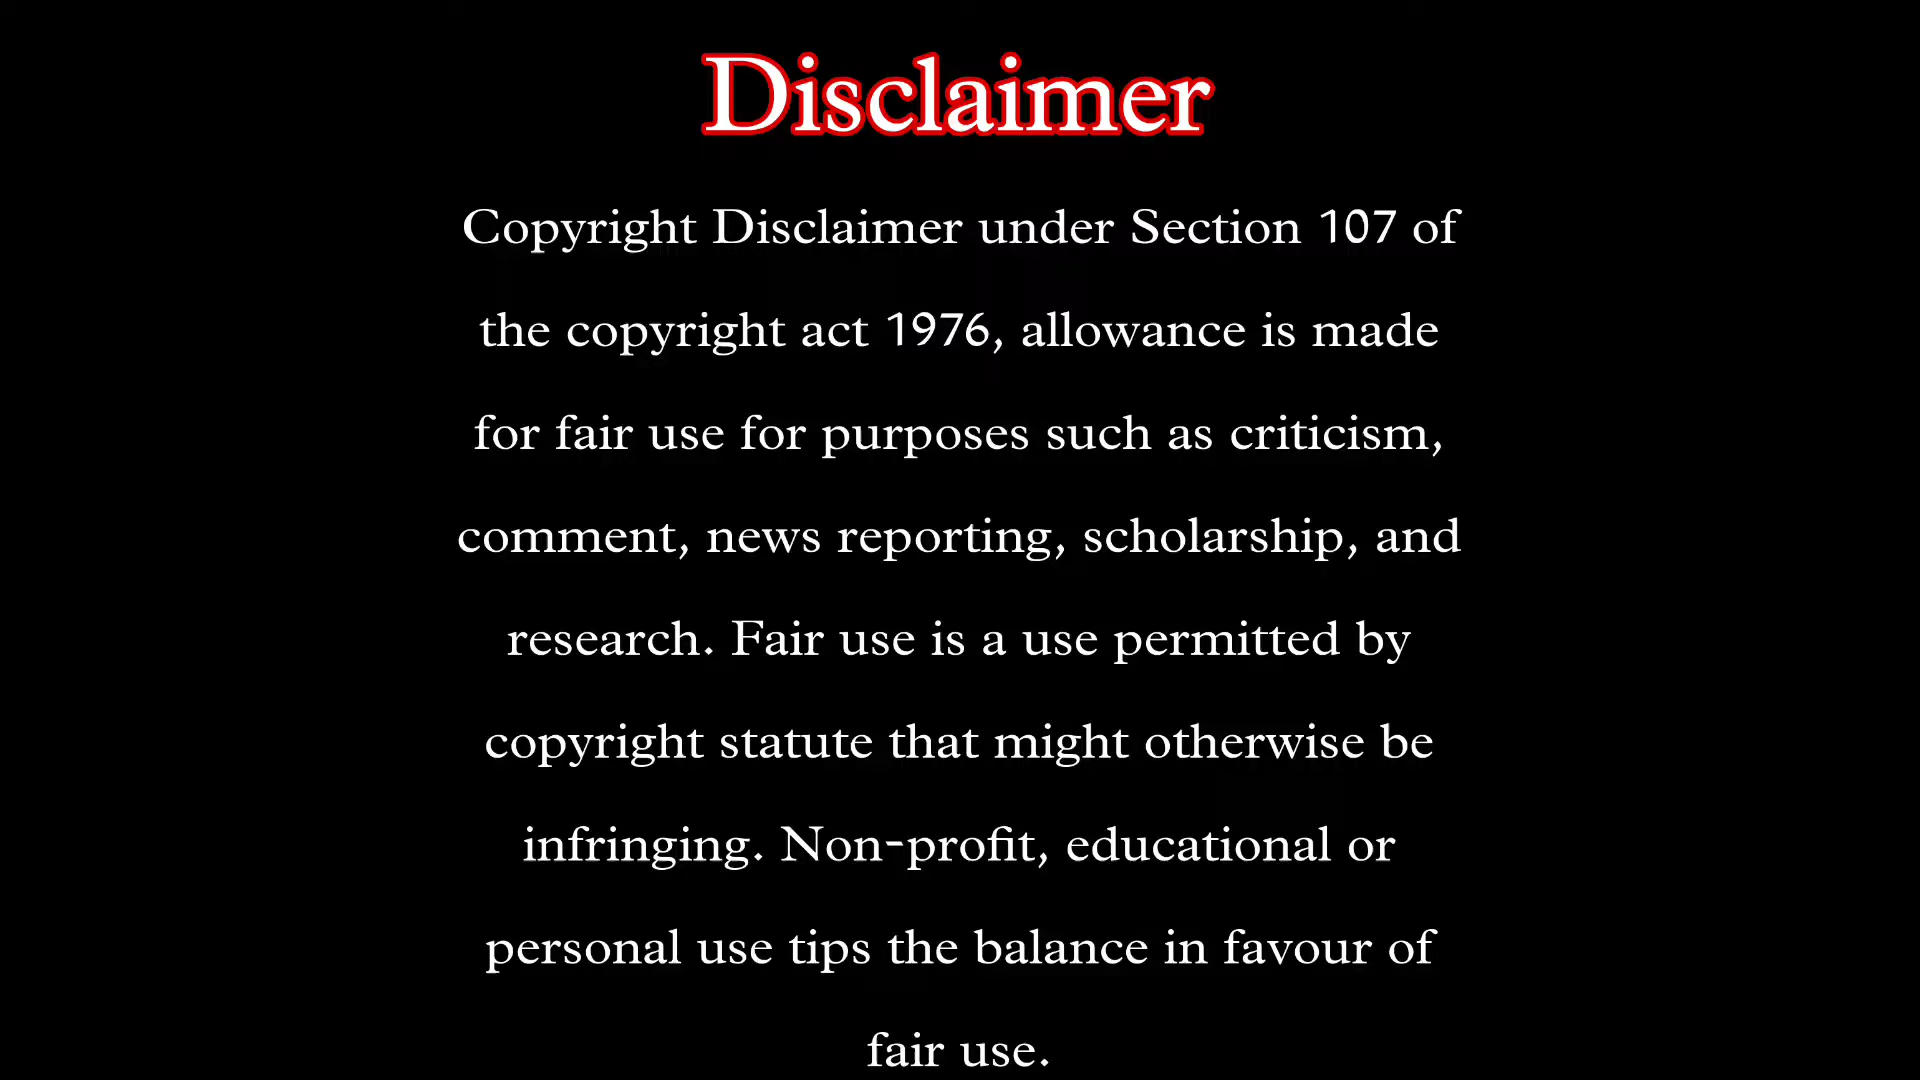 Disclaimer
Copyright Disclaimer under Section 107 of
the copyright act 1976, allowance is made
for fair use for purposes such as criticism,
comment, news reporting, scholarship, and
research. Fair use is a use permitted by
copyright statute that might otherwise be
infringing. Non-profit, educational or
personal use tips the balance in favour of
fair use.